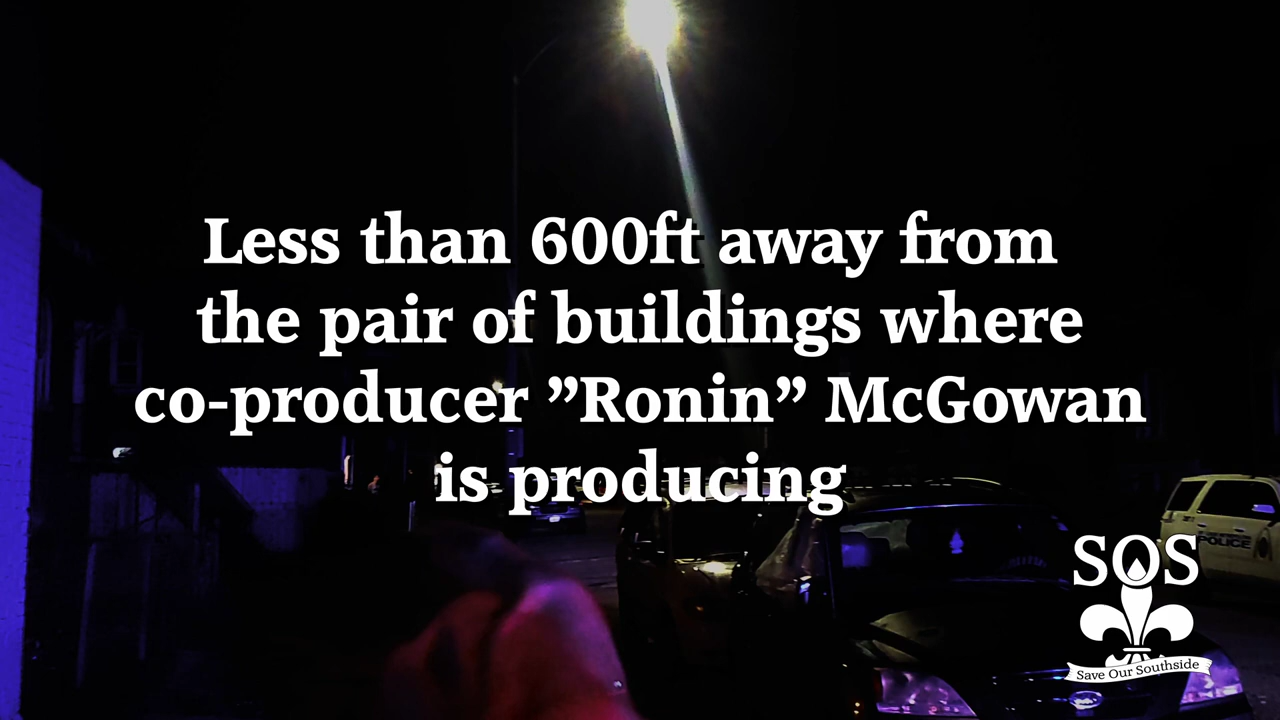 Less than 600ft away from
the pair of buildings where
co-producer ”Ronin” McGowan
is producing
POLICE
SOS
Save Our Southside